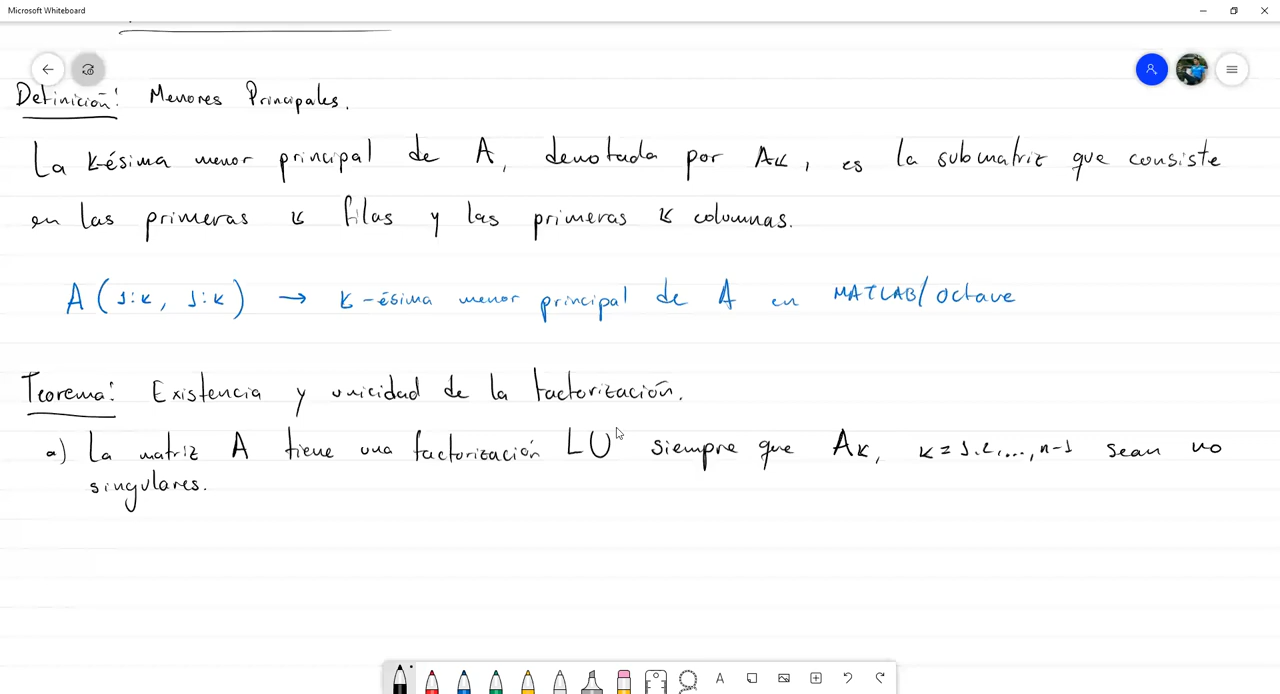 Microsoft Whiteboard
Definición: Menores Principales.
La k-ésima menor principal de A, denotada por Ak, es la submatriz que consiste
en las primeras k filas y las primeras k columnas.
A(1:k, 1:k) → k-ésima menor principal de A en MATLAB/Octave
Teorema: Existencia y unicidad de la factorización.
a) La matriz A tiene una factorización LU siempre que Ak, k=1,2,...,n-1 sean no
singulares.
A